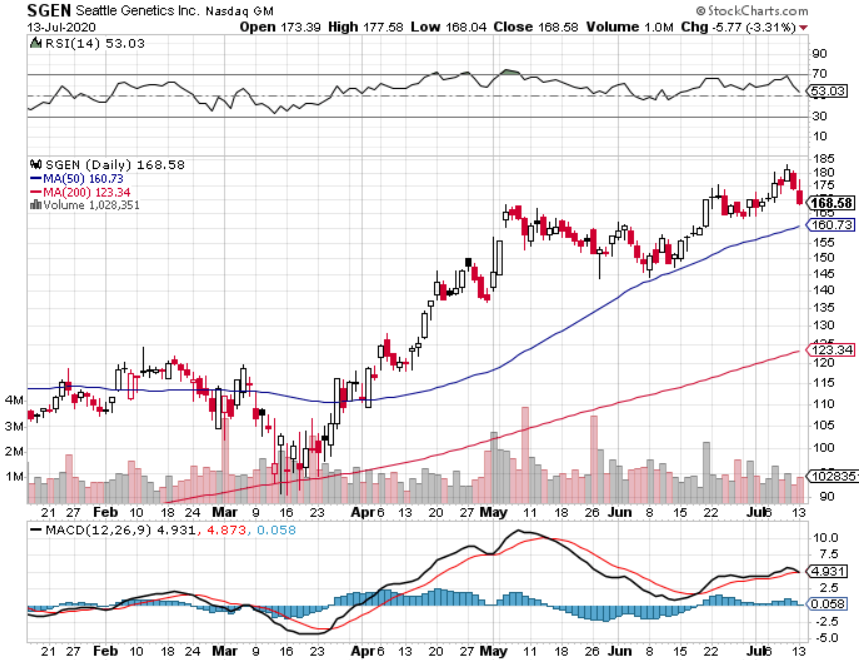 SGEN Seattle Genetics Inc. Nasdaq GM © StockCharts.com
13-Jul-2020 Open 173.39 High 177.58 Low 168.04 Close 168.58 Volume 1.0M Chg -5.77 (-3.31%)
RSI(14) 53.03
90
70
53.03
30
10
SGEN (Daily) 168.58
MA(50) 160.73
MA(200) 123.34
Volume 1,028,351
185
180
175
168.58
165
160.73
155
150
145
140
135
130
125
123.34
120
115
110
105
100
90
4M
3M
2M
1M
102835
21 27 Feb 10 18 24 Mar 9 16 23 Apr 6 13 20 27 May 11 18 26 Jun 8 15 22 Jul 6 13
MACD(12,26,9) 4.931, 4.873, 0.058
10.0
7.5
4.931
2.5
0.058
-2.5
-5.0
21 27 Feb 10 18 24 Mar 9 16 23 Apr 6 13 20 27 May 11 18 26 Jun 8 15 22 Jul 6 13